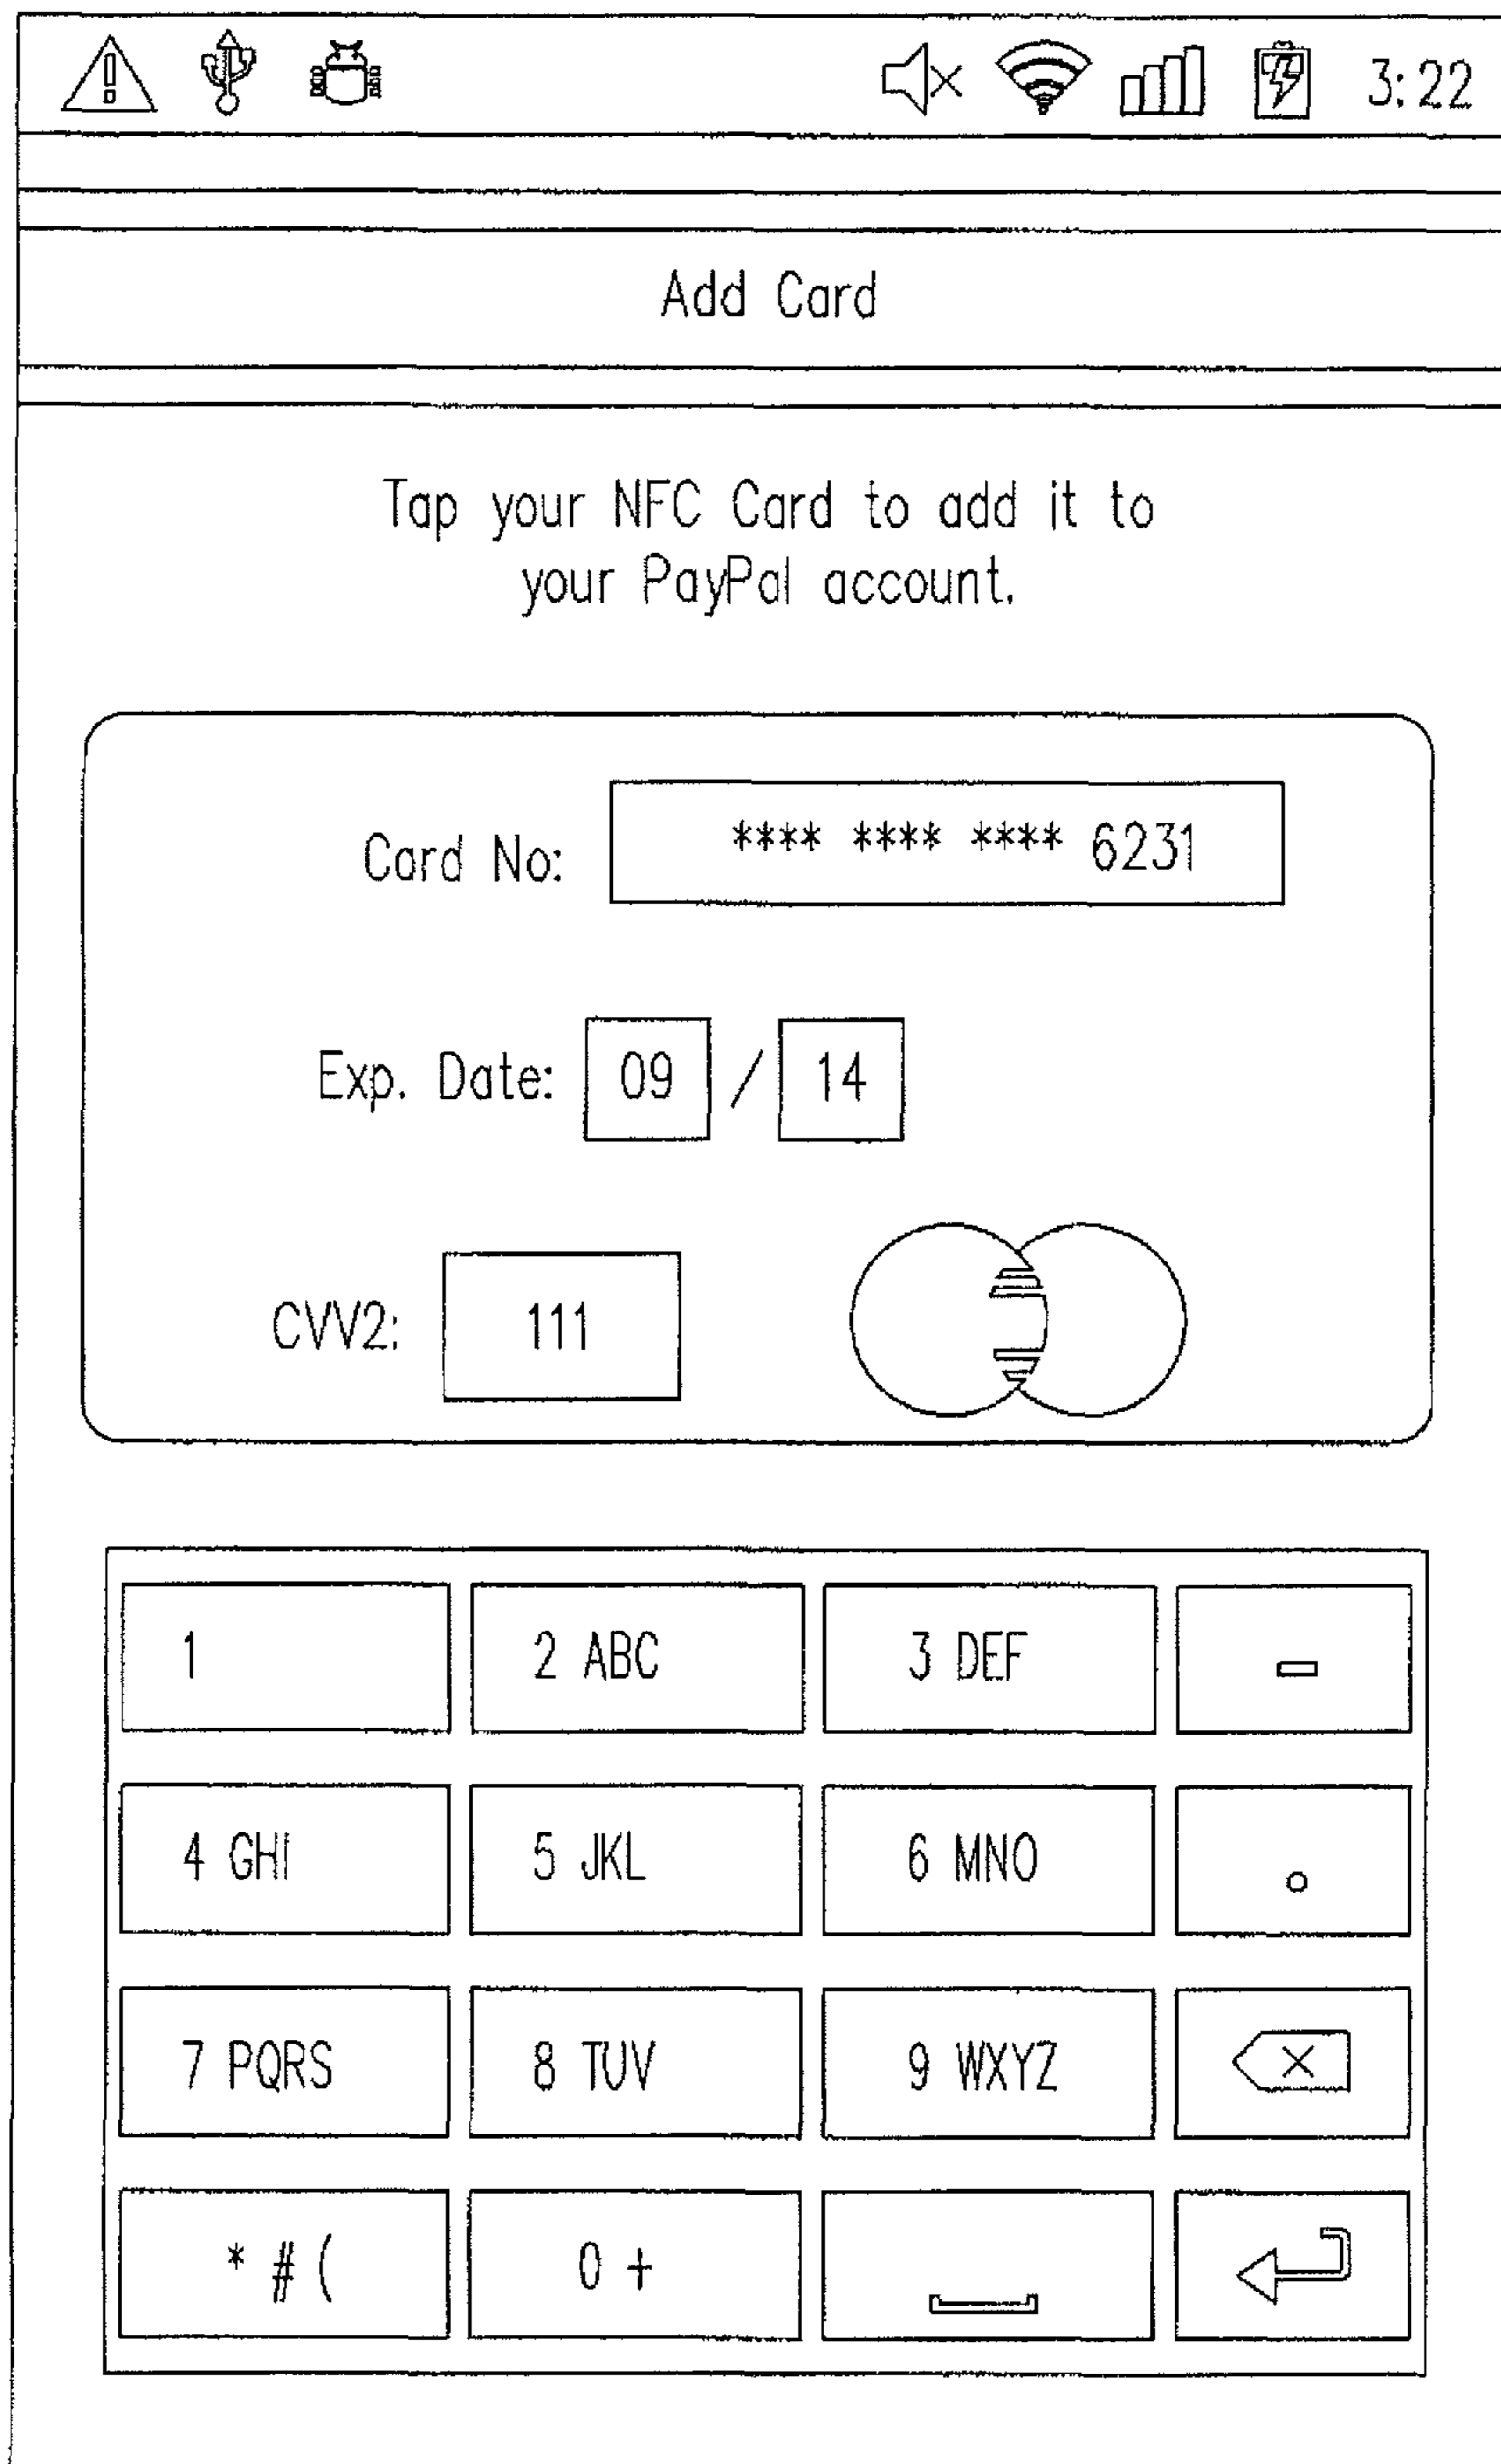 3:22
Add Card
Tap your NFC Card to add it to
your PayPal account.
Card No: **** **** **** 6231
Exp. Date: 09 / 14
CVV2: 111
1 2 ABC 3 DEF -
4 GHI 5 JKL 6 MNO .
7 PQRS 8 TUV 9 WXYZ
* # ( 0 +